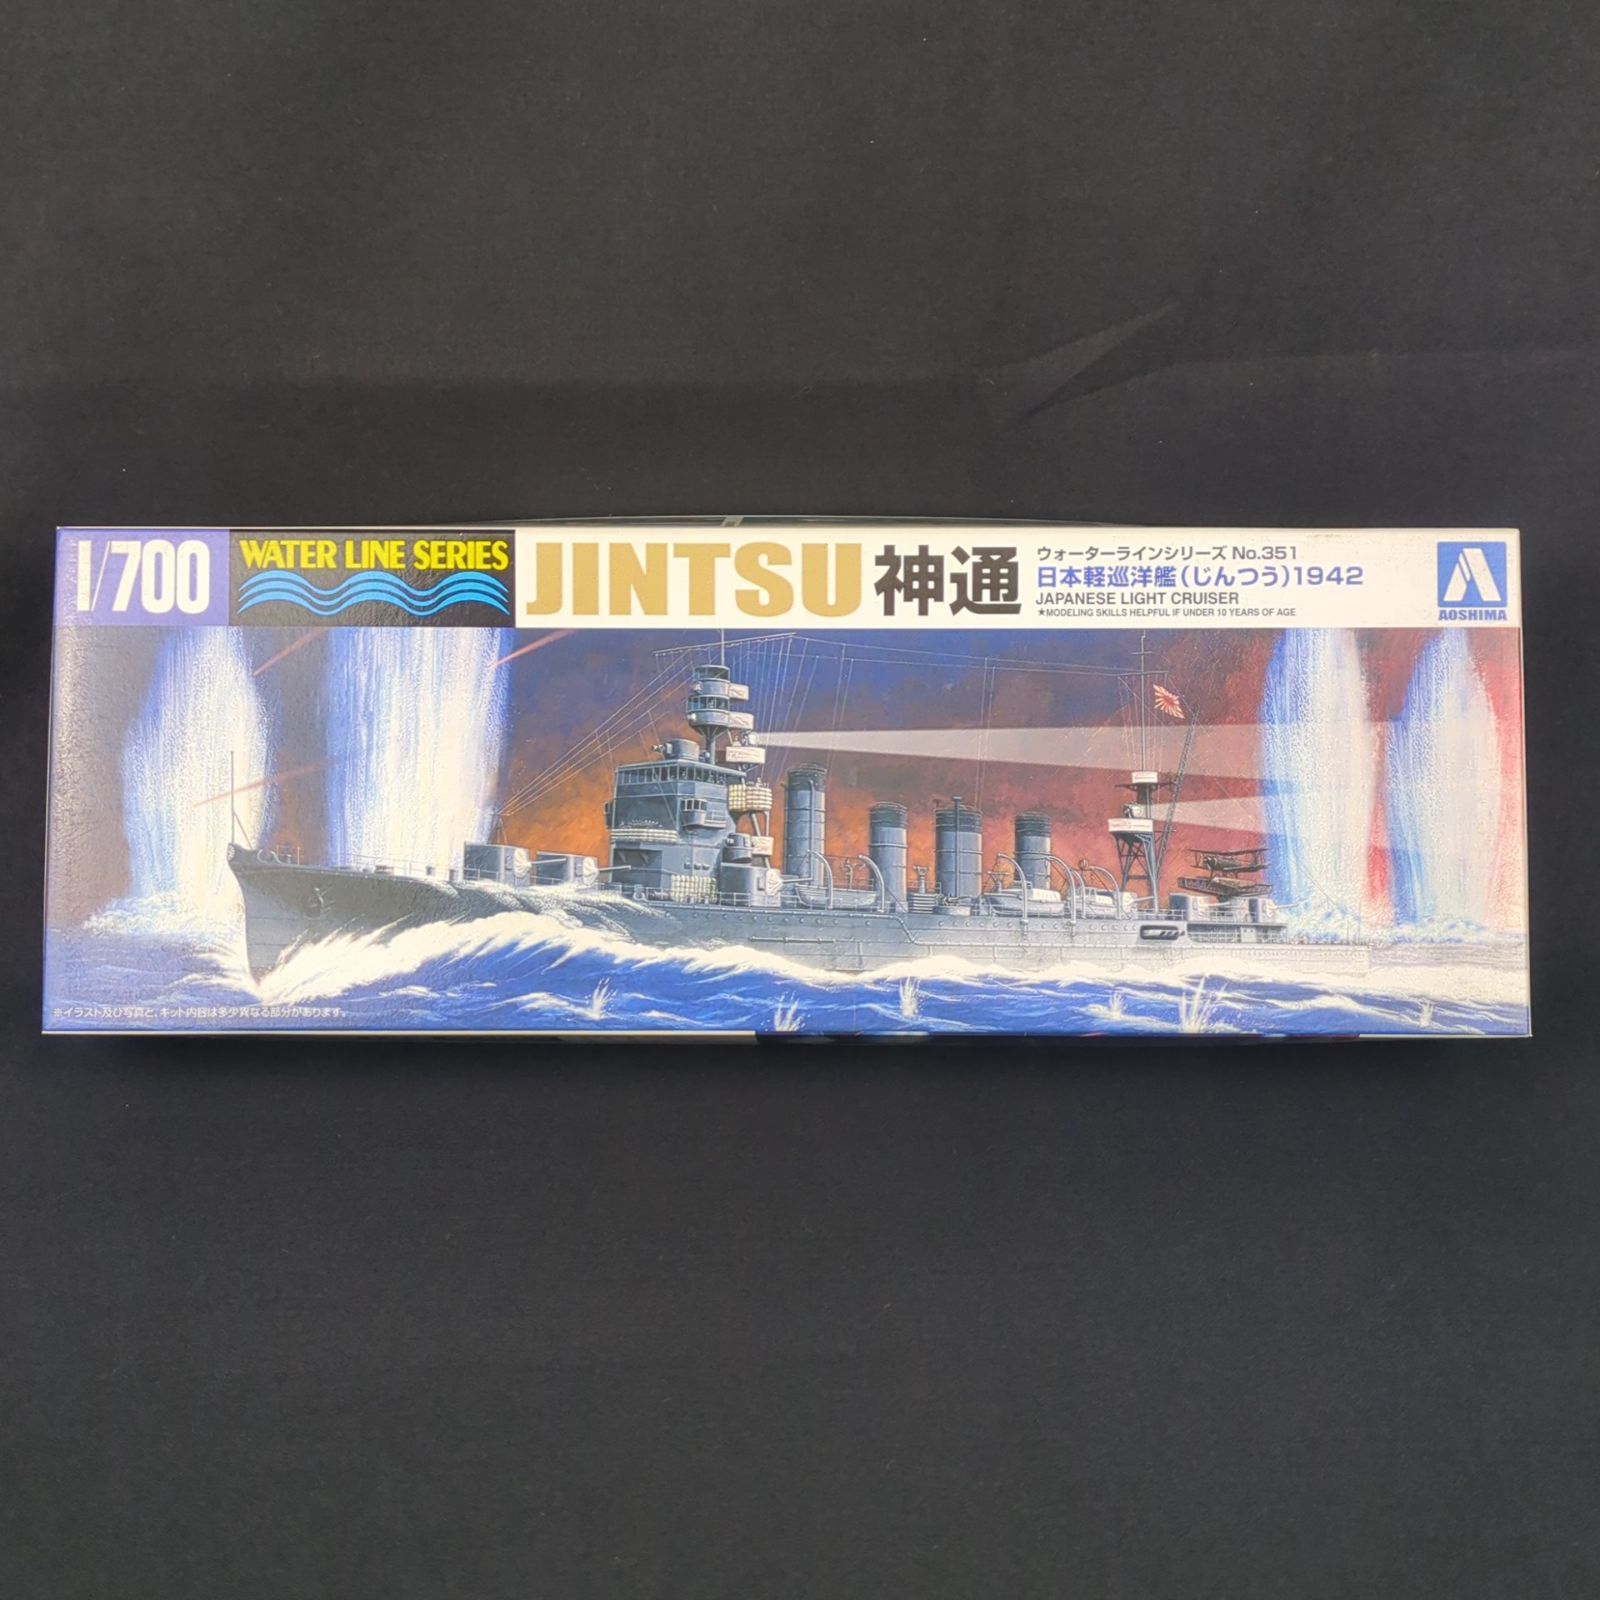 1/700
WATER LINE SERIES
JINTSU 神通
ウォーターラインシリーズ No.351
日本軽巡洋艦(じんつう)1942
JAPANESE LIGHT CRUISER
★MODELING SKILLS HELPFUL IF UNDER 10 YEARS OF AGE
AOSHIMA
※イラスト及び写真と、キット内容は多少異なる部分があります。